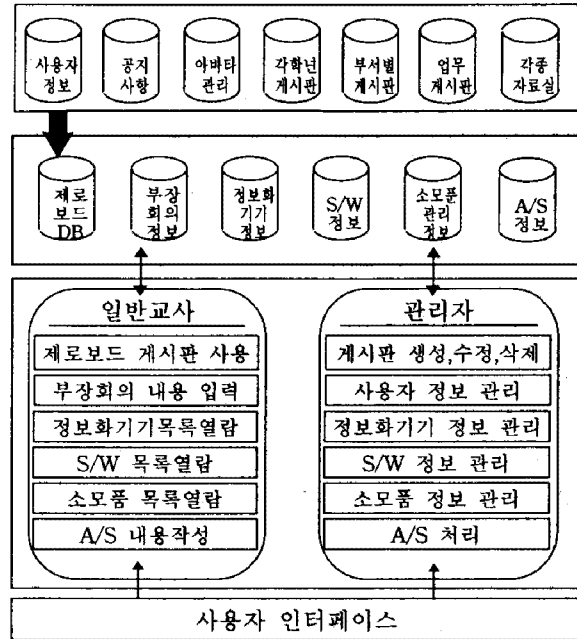 사용자
정보
공지
사항
아바타
관리
각학년
게시판
부서별
게시판
업무
게시판
각종
자료실
제로
보드
DB
부장
회의
정보
정보화
기기
정보
S/W
정보
소모품
관리
정보
A/S
정보
일반교사
제로보드 게시판 사용
부장회의 내용 입력
정보화기기목록열람
S/W 목록열람
소모품 목록열람
A/S 내용작성
관리자
게시판 생성,수정,삭제
사용자 정보 관리
정보화기기 정보 관리
S/W 정보 관리
소모품 정보 관리
A/S 처리
사용자 인터페이스